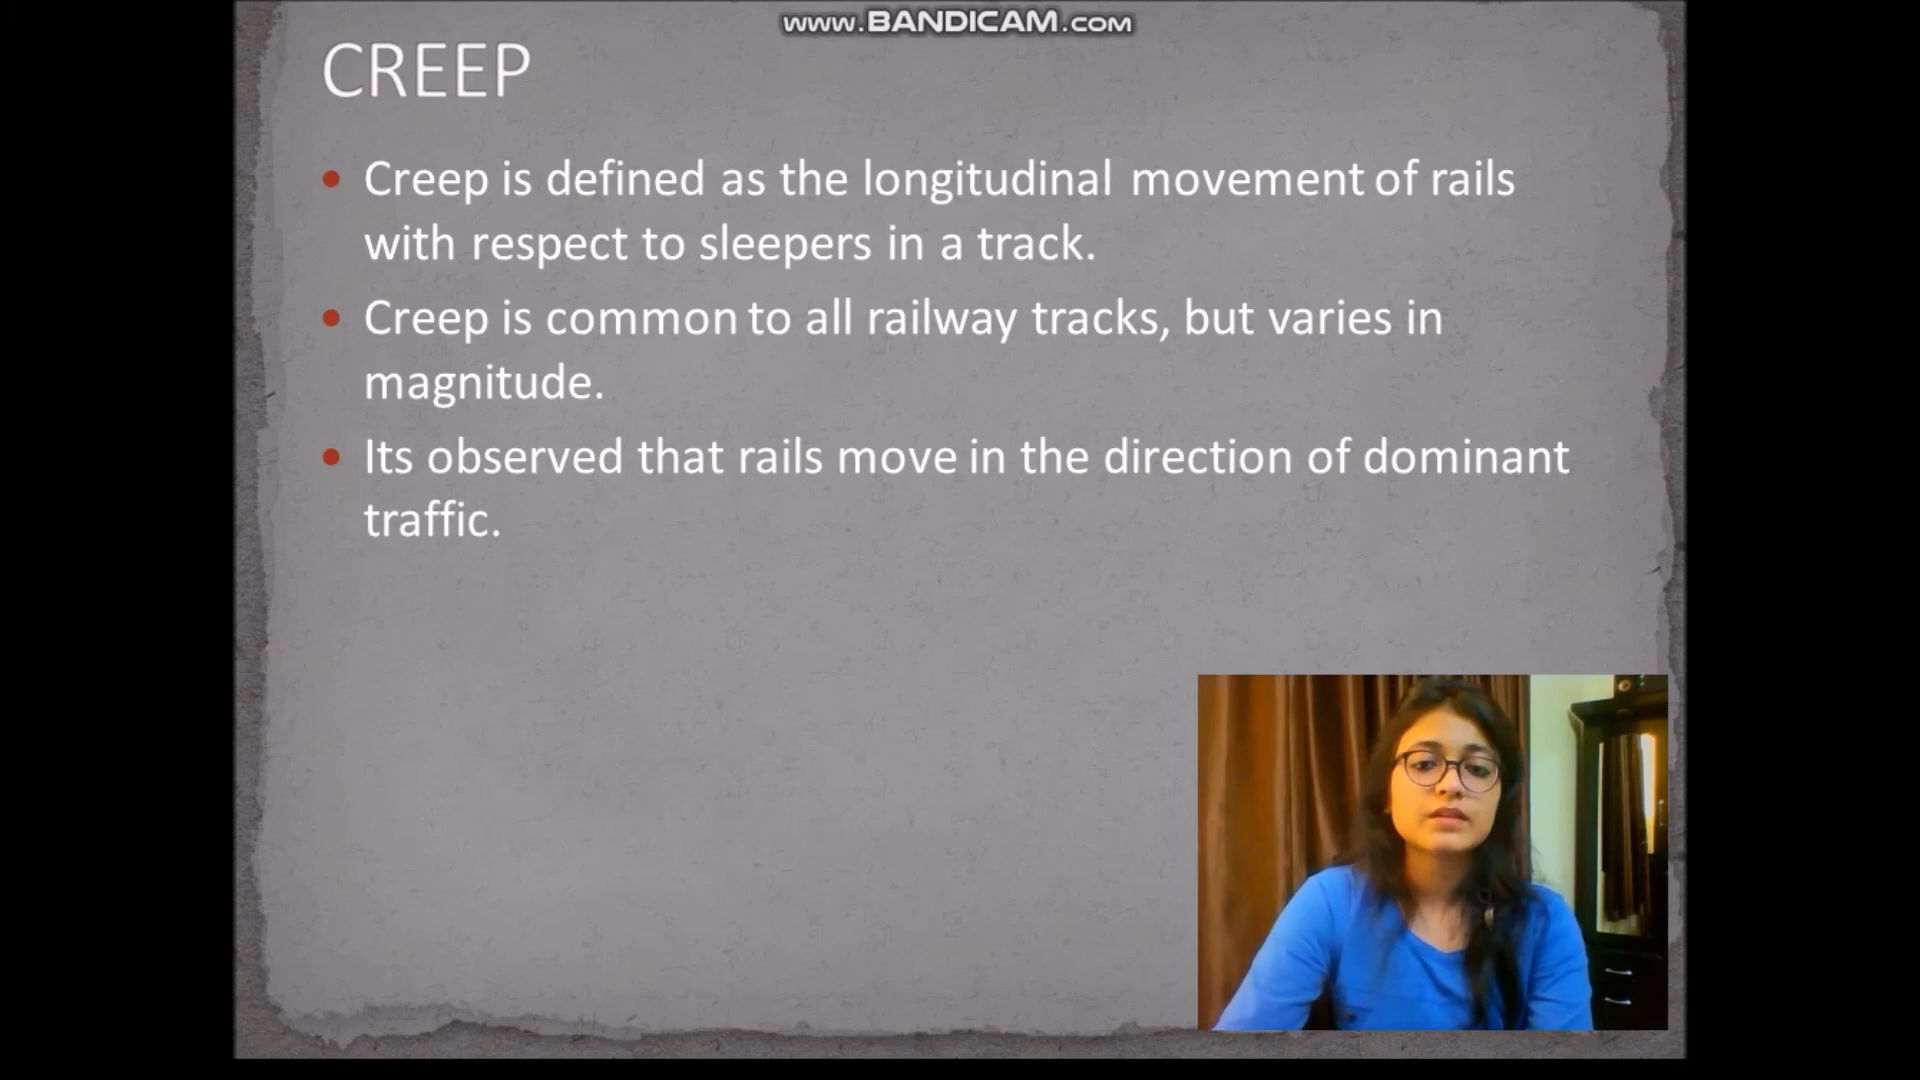 www.BANDICAM.com
CREEP
• Creep is defined as the longitudinal movement of rails
with respect to sleepers in a track.
• Creep is common to all railway tracks, but varies in
magnitude.
• Its observed that rails move in the direction of dominant
traffic.